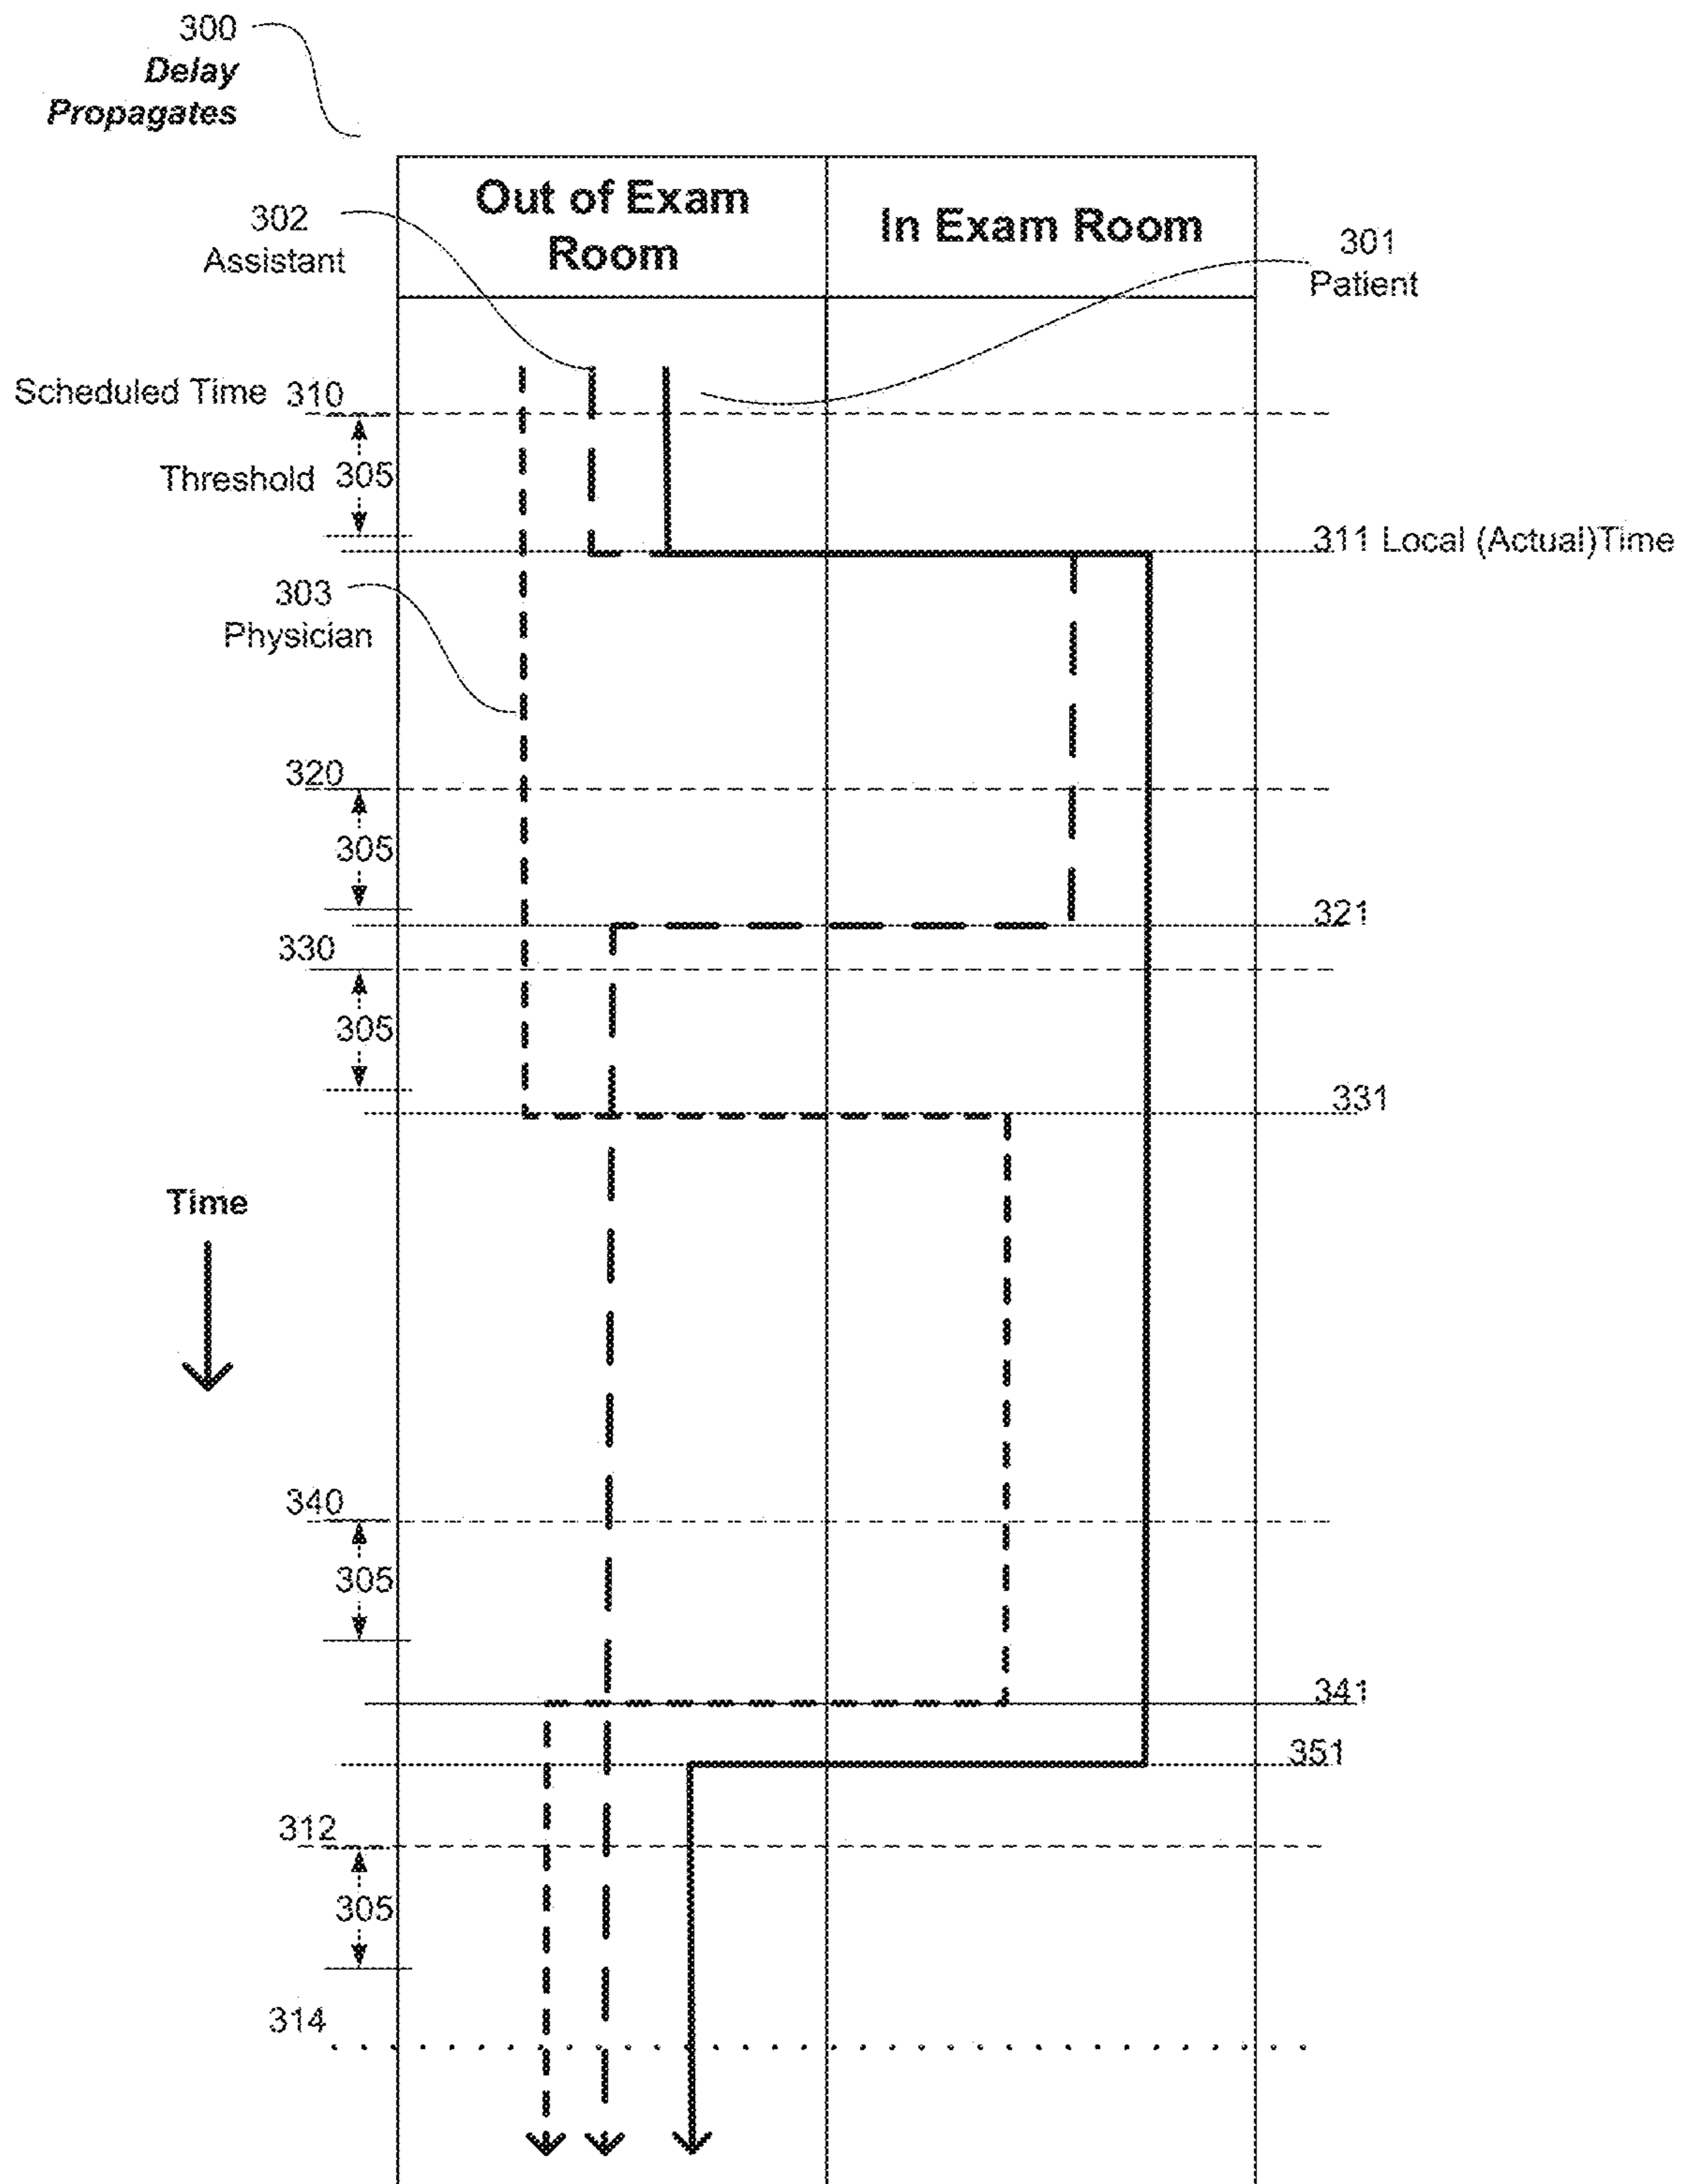 300
Delay
Propagates
Out of Exam
Room
In Exam Room
302
Assistant
301
Patient
Scheduled Time 310
Threshold 305
311 Local (Actual)Time
303
Physician
320
305
321
330
305
331
Time
340
305
341
351
312
305
314